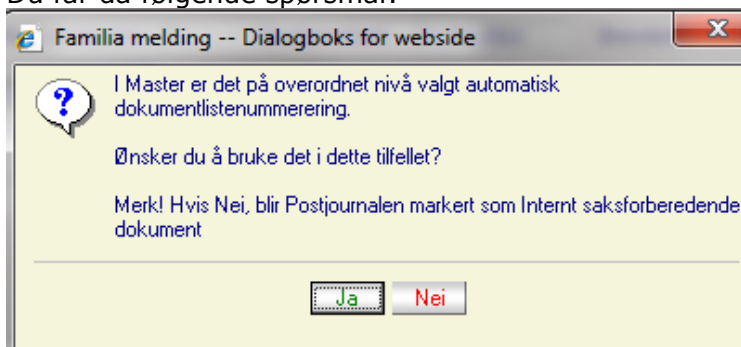 Du får då følgende spørsmål:
Familia melding -- Dialogboks for webside
I Master er det på overordnet nivå valgt automatisk
dokumentlistenummerering.
Ønsker du å bruke det i dette tilfellet?
Merk! Hvis Nei, blir Postjournalen markert som Internt saksforberedende
dokument
Ja Nei